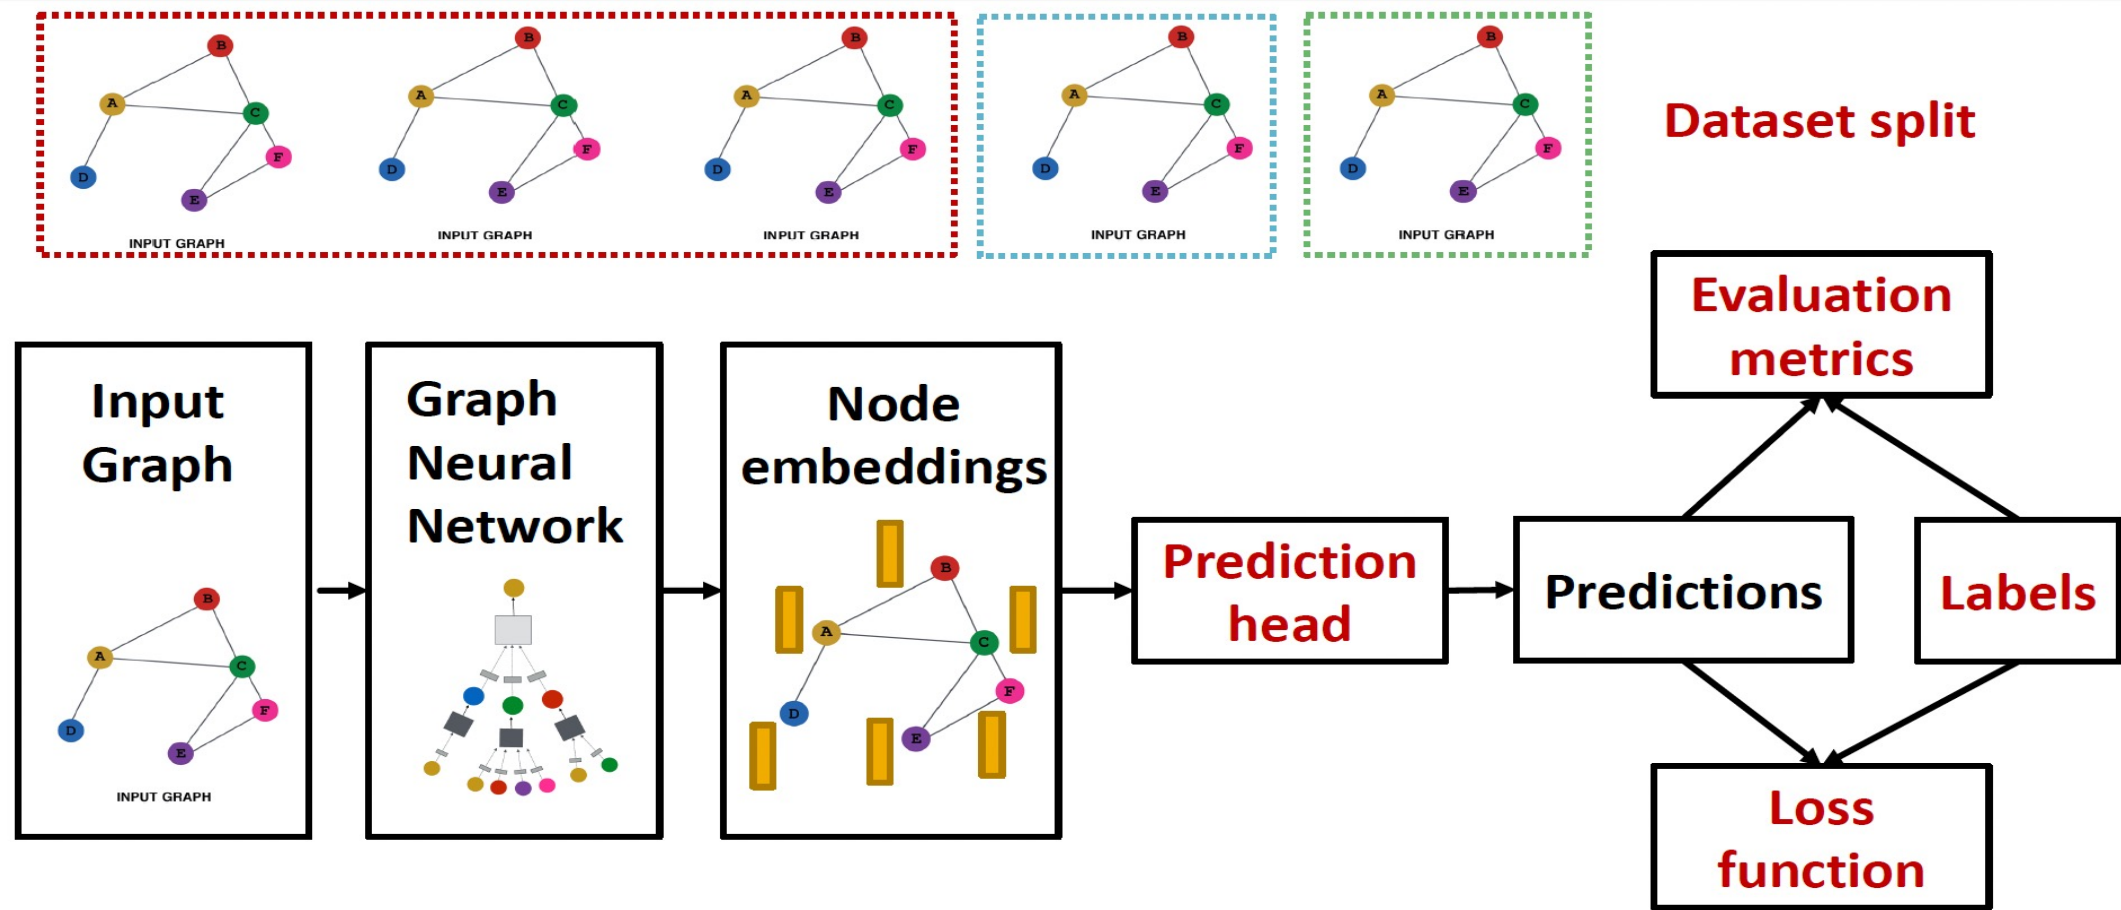 B
A
C
D
F
E
INPUT GRAPH
B
A
C
D
F
E
INPUT GRAPH
B
A
C
D
F
E
INPUT GRAPH
B
A
C
D
F
E
INPUT GRAPH
B
A
C
D
F
E
INPUT GRAPH
Dataset split
Input
Graph
B
A
C
D
F
E
INPUT GRAPH
Graph
Neural
Network
Node
embeddings
B
A
C
D
F
E
Prediction
head
Predictions
Labels
Evaluation
metrics
Loss
function